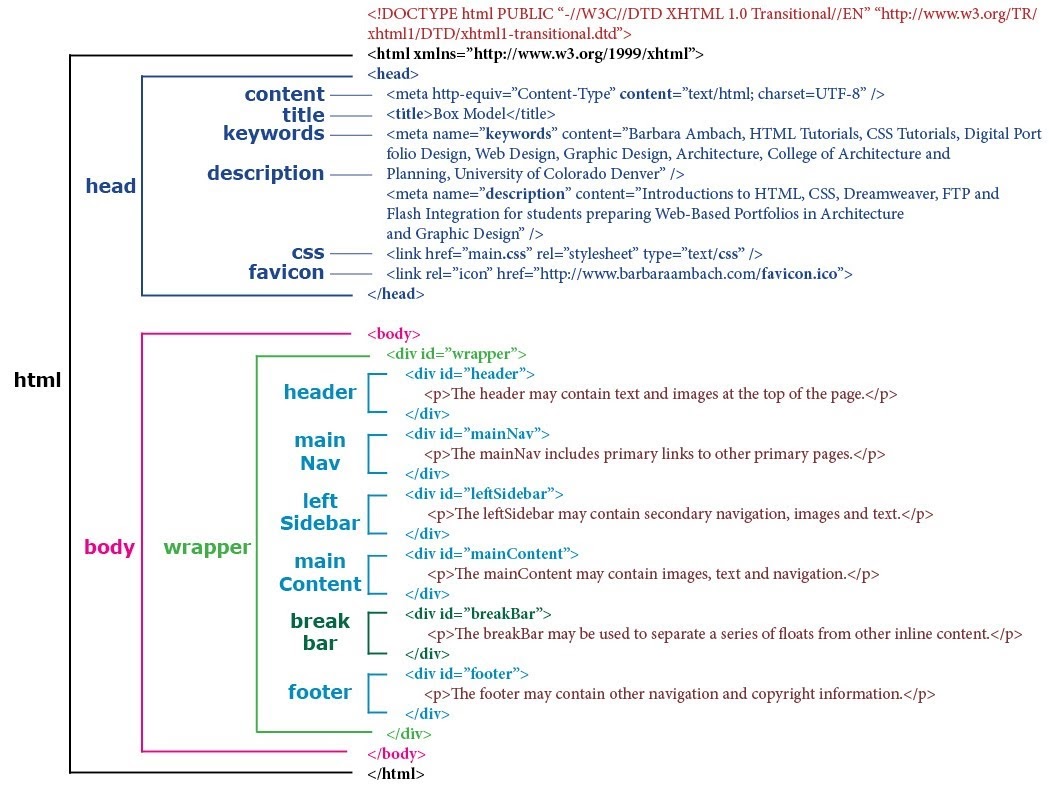 <!DOCTYPE html PUBLIC “-//W3C//DTD XHTML 1.0 Transitional//EN” “http://www.w3.org/TR/
xhtml1/DTD/xhtml1-transitional.dtd”>
<html xmlns=”http://www.w3.org/1999/xhtml”>
<head>
content <meta http-equiv=”Content-Type” content=”text/html; charset=UTF-8” />
title <title>Box Model</title>
keywords <meta name=”keywords” content=”Barbara Ambach, HTML Tutorials, CSS Tutorials, Digital Port
folio Design, Web Design, Graphic Design, Architecture, College of Architecture and
description Planning, University of Colorado Denver” />
head
<meta name=”description” content=”Introductions to HTML, CSS, Dreamweaver, FTP and
Flash Integration for students preparing Web-Based Portfolios in Architecture
and Graphic Design” />
css <link href=”main.css” rel=”stylesheet” type=”text/css” />
favicon <link rel=”icon” href=”http://www.barbaraambach.com/favicon.ico”>
</head>
<body>
<div id=”wrapper”>
html
<div id=”header”>
header <p>The header may contain text and images at the top of the page.</p>
</div>
main <div id=”mainNav”>
Nav <p>The mainNav includes primary links to other primary pages.</p>
</div>
left <div id=”leftSidebar”>
Sidebar <p>The leftSidebar may contain secondary navigation, images and text.</p>
</div>
body wrapper
main <div id=”mainContent”>
Content <p>The mainContent may contain images, text and navigation.</p>
</div>
break <div id=”breakBar”>
bar <p>The breakBar may be used to separate a series of floats from other inline content.</p>
</div>
<div id=”footer”>
footer <p>The footer may contain other navigation and copyright information.</p>
</div>
</div>
</body>
</html>